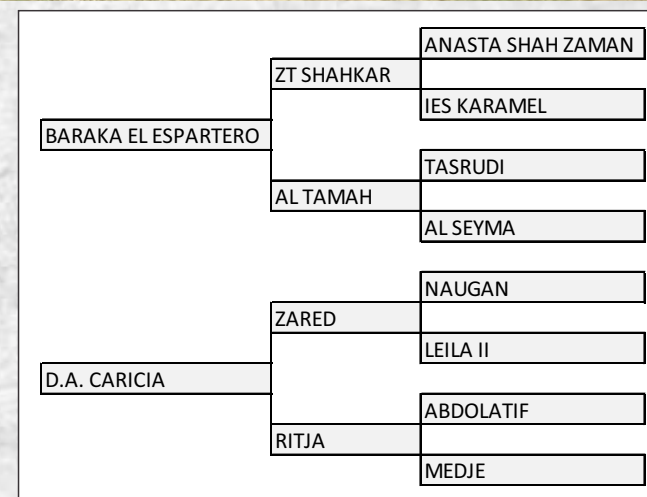 ANASTA SHAH ZAMAN
ZT SHAHKAR
IES KARAMEL
BARAKA EL ESPARTERO
TASRUDI
AL TAMAH
AL SEYMA
NAUGAN
ZARED
LEILA II
D.A. CARICIA
ABDOLATIF
RITJA
MEDJE